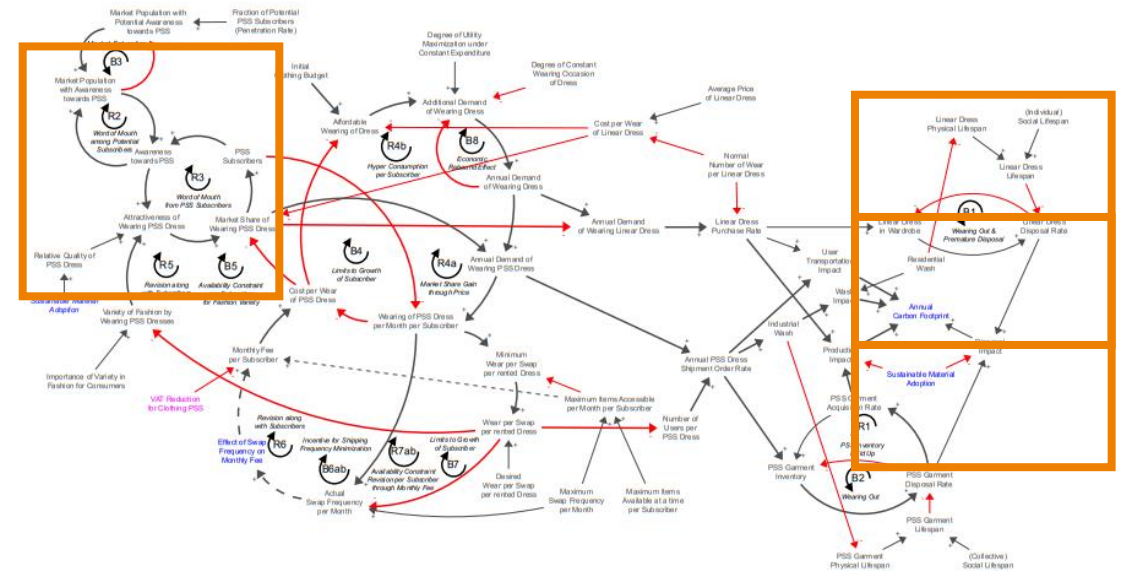 Market Population with
Potential Awareness
towards PSS
Fraction of Potential
PSS Subscribers
(Penetration Rate)
B3
Market Population
with Awareness
towards PSS
R2
Word of Mouth
among Potential
Subscribers
Awareness
towards PSS
PSS
Subscribers
R3
Word of Mouth
from PSS Subscribers
Attractiveness of
Wearing PSS Dress
Market Share of
Wearing PSS Dress
Relative Quality of
PSS Dress
R5
Revision along
B5
Availability Constraint
for Fashion Variety
Sustainable Material
Adoption
Variety of Fashion by
Wearing PSS Dresses
Importance of Variety in
Fashion for Consumers
Initial
Clothing Budget
Degree of Utility
Maximization under
Constant Expenditure
Degree of Constant
Wearing Occasion
of Dress
Affordable
Wearing of Dress
Additional Demand
of Wearing Dress
R4b
Hyper Consumption
per Subscriber
B8
Economic
Rebound Effect
Annual Demand
of Wearing Dress
Cost per Wear
of Linear Dress
Average Price
of Linear Dress
Normal
Number of Wear
per Linear Dress
Annual Demand
of Wearing Linear Dress
Linear Dress
Purchase Rate
B4
Limits to Growth
of Subscriber
R4a
Market Share Gain
through Price
Annual Demand of
Wearing PSS Dress
Cost per Wear
of PSS Dress
Wearing of PSS Dress
per Month per Subscriber
Monthly Fee
per Subscriber
VAT Reduction
for Clothing PSS
Minimum
Wear per Swap
per rented Dress
Maximum Items Accessable
per Month per Subscriber
Wear per Swap
per rented Dress
Number of
Users per
PSS Dress
Annual PSS Dress
Shipment Order Rate
Revision along
with Subscribers
R6
Effect of Swap
Frequency on
Monthly Fee
Incentive for Shipping
Frequency Minimization
B6ab
R7ab
Availability Constraint
Revision per Subscriber
through Monthly Fee
Limits to Growth
of Subscriber
B7
Actual
Swap Frequency
per Month
Desired
Wear per Swap
per rented Dress
Maximum
Swap Frequency
per Month
Maximum Items
Available at a time
per Subscriber
Linear Dress
Physical Lifespan
(Individual)
Social Lifespan
Linear Dress
Lifespan
B1
Wearing Out &
Premature Disposal
Linear Dress
in Wardrobe
Linear Dress
Disposal Rate
User
Transportation
Impact
Residential
Wash
Annual
Carbon Footprint
Industrial
Wash
Impact
Sustainable Material
Adoption
R1
PSS Garment
Inventory
B2
Wearing Out
PSS Garment
Disposal Rate
PSS Garment
Lifespan
PSS Garment
Physical Lifespan
(Collective)
Social Lifespan